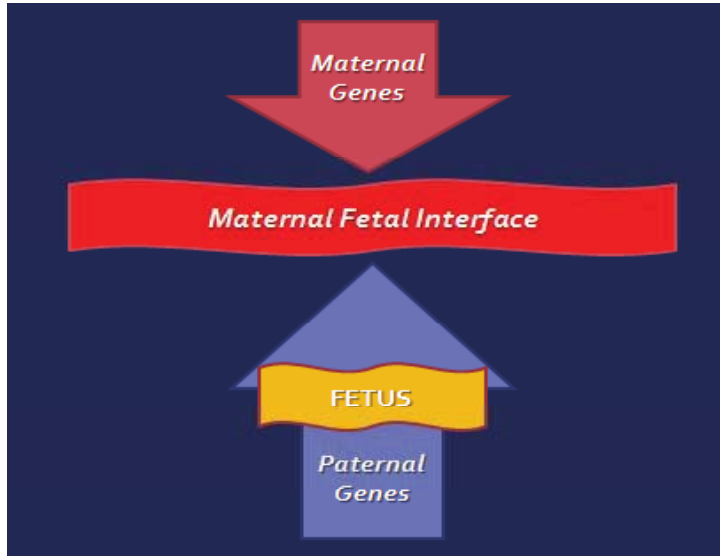 Maternal
Genes
Maternal Fetal Interface
FETUS
Paternal
Genes